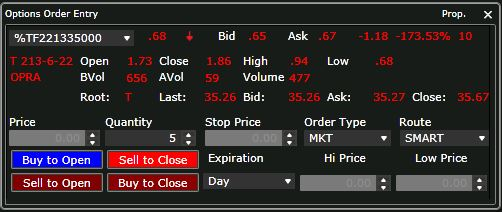 Options Order Entry Prop.
%TF221335000 .68 Bid .65 Ask .67 -1.18 -173.53% 10
T 213-6-22 Open 1.73 Close 1.86 High .94 Low .68
OPRA BVol 656 AVol 59 Volume 477
Root: T Last: 35.26 Bid: 35.26 Ask: 35.27 Close: 35.67
Price Quantity Stop Price Order Type Route
0.00 5 0.00 MKT SMART
Buy to Open Sell to Close Expiration Hi Price Low Price
Sell to Open Buy to Close Day 0.00 0.00